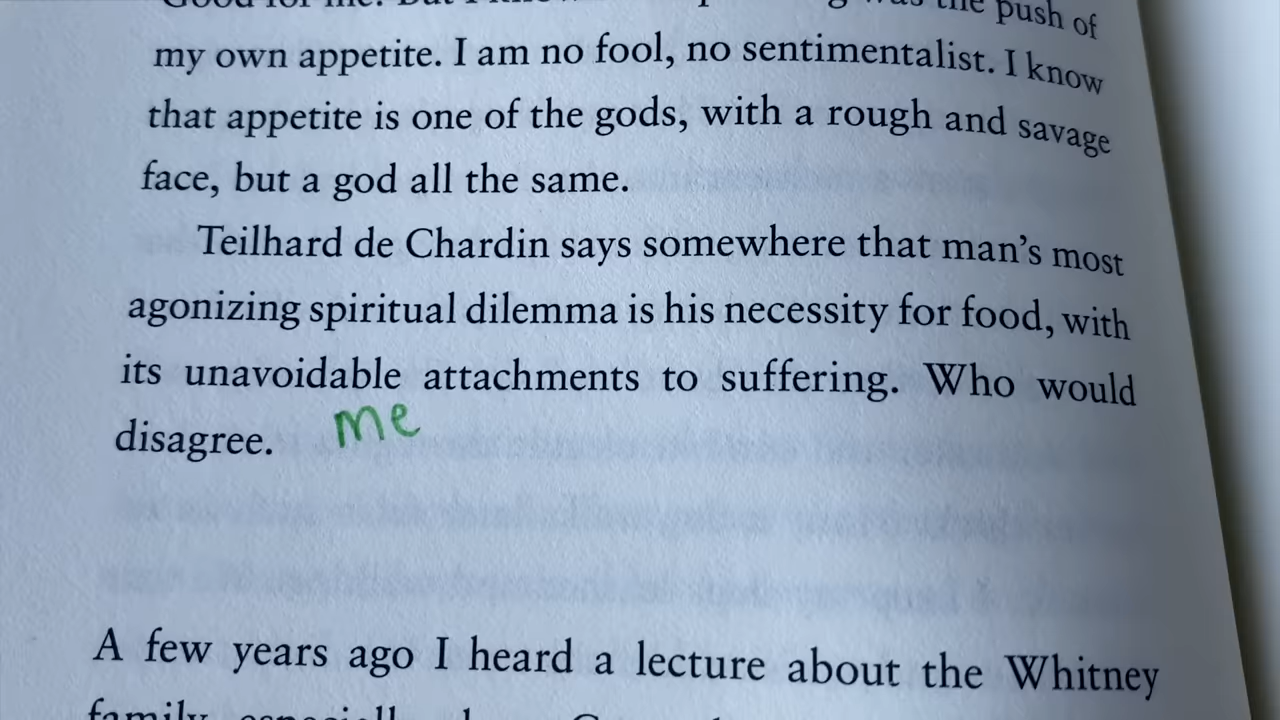 push of
my own appetite. I am no fool, no sentimentalist. I know
that appetite is one of the gods, with a rough and savage
face, but a god all the same.
Teilhard de Chardin says somewhere that man's most
agonizing spiritual dilemma is his necessity for food, with
its unavoidable attachments to suffering. Who would
disagree. me
A few years ago I heard a lecture about the Whitney
family